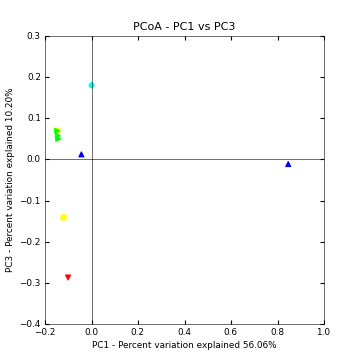 PCoA - PC1 vs PC3
0.3
0.2
0.1
0.0
−0.1
−0.2
−0.3
−0.4
−0.2 0.0 0.2 0.4 0.6 0.8 1.0
PC3 - Percent variation explained 10.20%
PC1 - Percent variation explained 56.06%